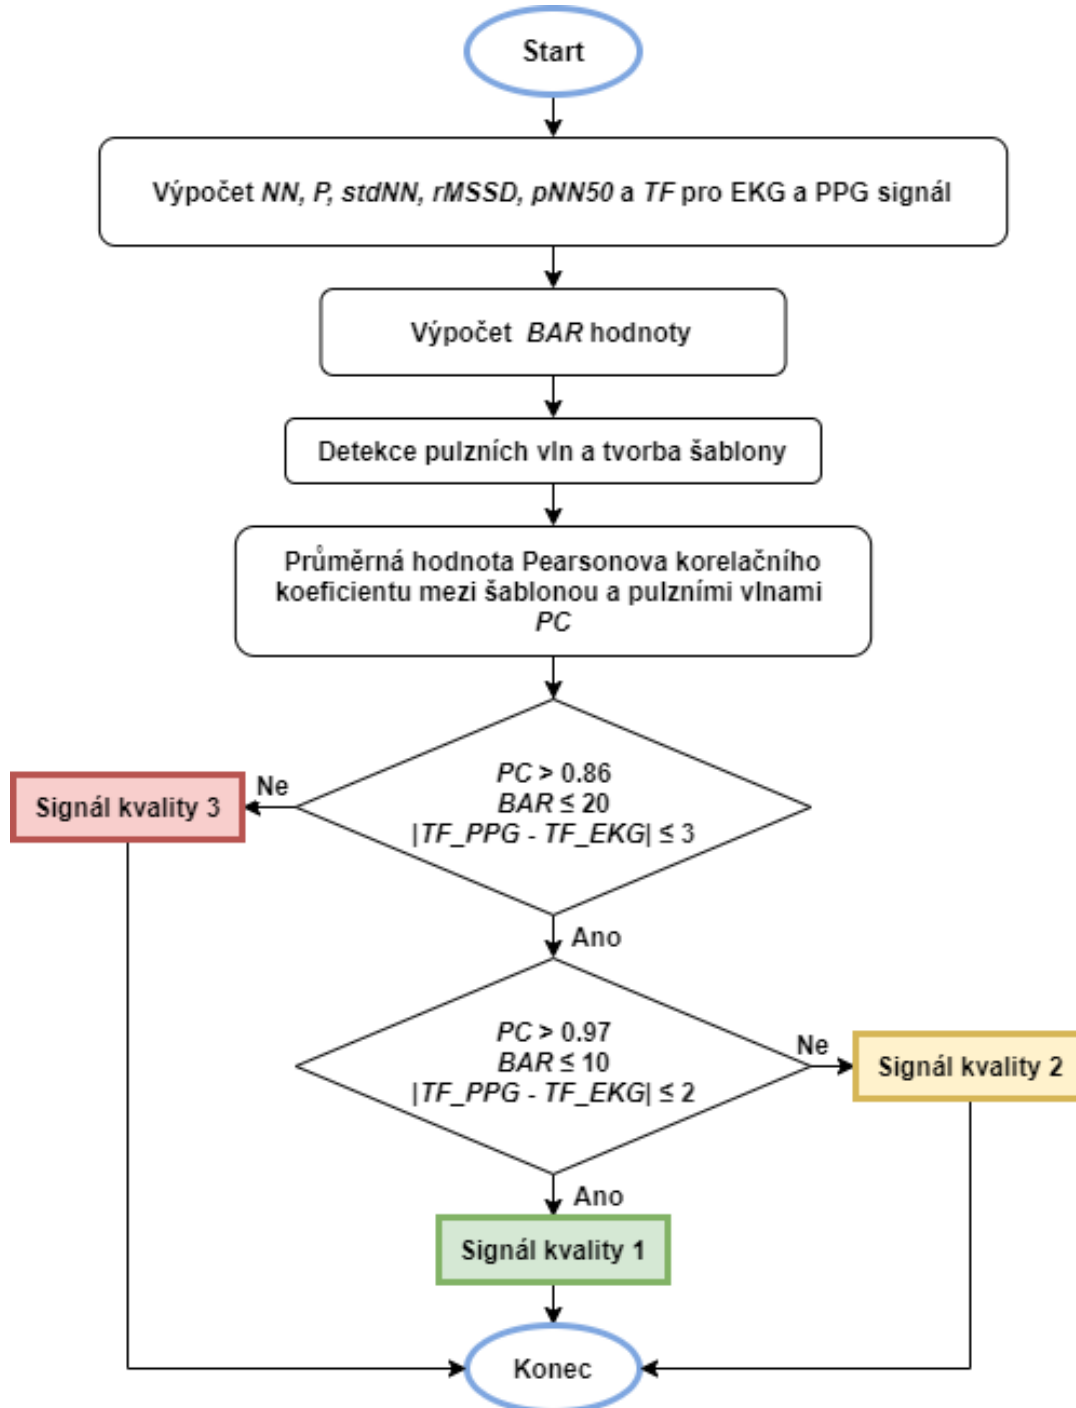 Start
Výpočet NN, P, stdNN, rMSSD, pNN50 a TF pro EKG a PPG signál
Výpočet BAR hodnoty
Detekce pulzních vln a tvorba šablony
Průměrná hodnota Pearsonova korelačního
koeficientu mezi šablonou a pulzními vlnami
PC
PC > 0.86
BAR ≤ 20
|TF_PPG - TF_EKG| ≤ 3
Ne
Signál kvality 3
Ano
PC > 0.97
BAR ≤ 10
|TF_PPG - TF_EKG| ≤ 2
Ne
Signál kvality 2
Ano
Signál kvality 1
Konec